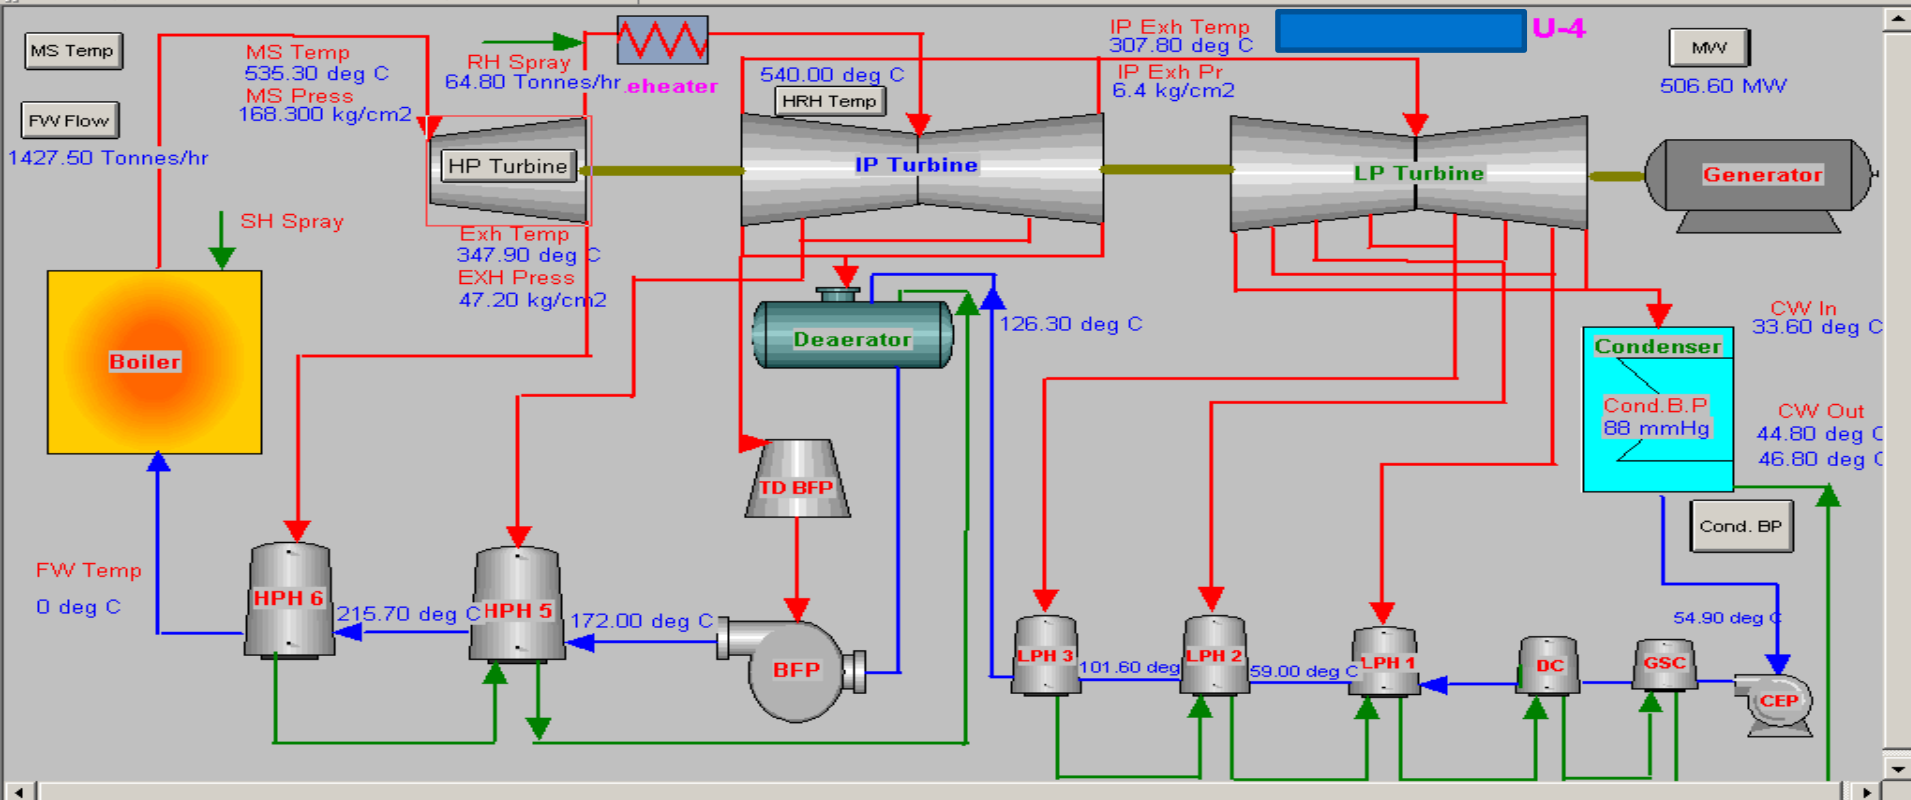 MS Temp
FW Flow
1427.50 Tonnes/hr
MS Temp
535.30 deg C
MS Press
168.300 kg/cm2
RH Spray
64.80 Tonnes/hr
.eheater
540.00 deg C
HRH Temp
IP Exh Temp
307.80 deg C
IP Exh Pr
6.4 kg/cm2
U-4
MW
506.60 MW
HP Turbine
IP Turbine
LP Turbine
Generator
SH Spray
Exh Temp
347.90 deg C
EXH Press
47.20 kg/cm2
Boiler
Deaerator
126.30 deg C
CW In
33.60 deg C
Condenser
Cond.B.P
88 mmHg
CW Out
44.80 deg C
46.80 deg C
Cond. BP
TD BFP
FW Temp
0 deg C
HPH 6
215.70 deg C
HPH 5
172.00 deg C
BFP
LPH 3
101.60 deg
LPH 2
59.00 deg C
LPH 1
DC
GSC
54.90 deg C
CEP